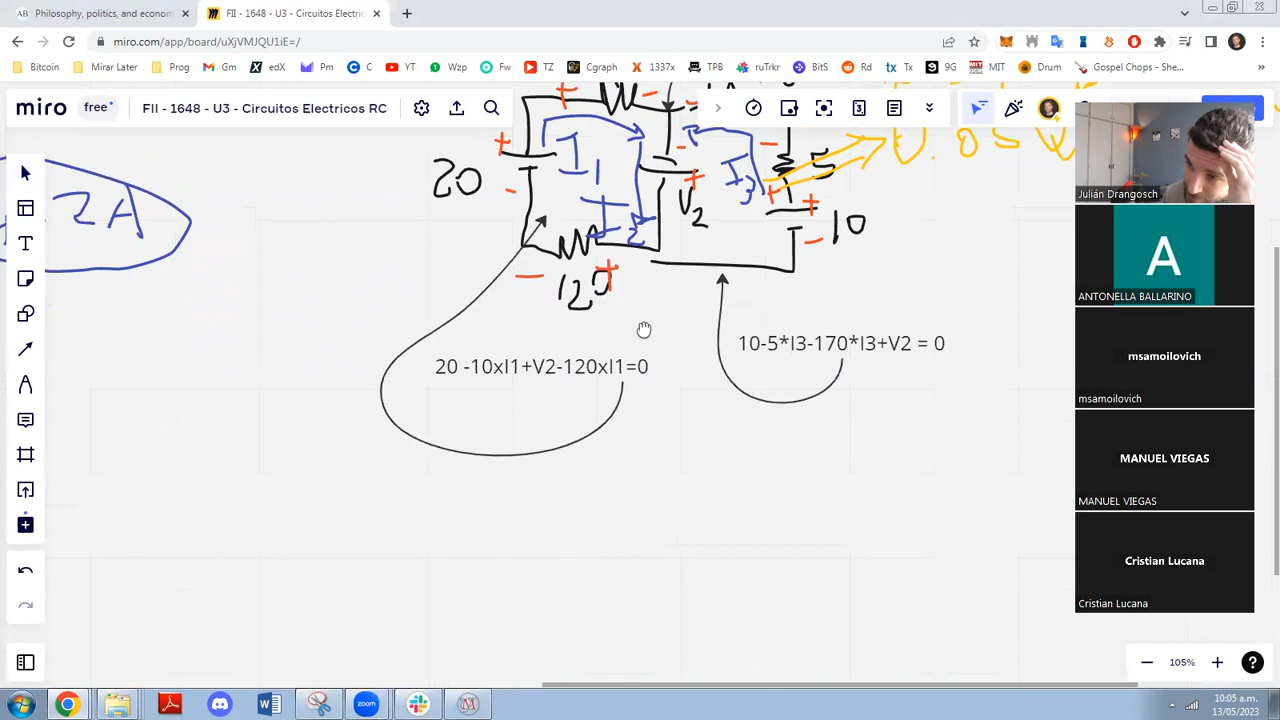 Philosophy, politics, and econom
FII - 1648 - U3 - Circuitos Electric
miro.com/app/board/uXjVMJQU1iE=/
Bitcoin
Mirar Later
Prog
Gm
edX
Pm
C
YT
Wzp
Fw
TZ
Cgraph
1337x
TPB
ruTrkr
BitS
Rd
Tx
9G
MIT
Drum
Gospel Chops - She...
miro
free
FII - 1648 - U3 - Circuitos Electricos RC
20
I1
I2
I3
V2
5
10
120
2A
20 -10xI1+V2-120xI1=0
10-5*I3-170*I3+V2 = 0
Julián Drangosch
A
ANTONELLA BALLARINO
msamoilovich
msamoilovich
MANUEL VIEGAS
MANUEL VIEGAS
Cristian Lucana
Cristian Lucana
105%
zoom
10:05 a.m.
13/05/2023